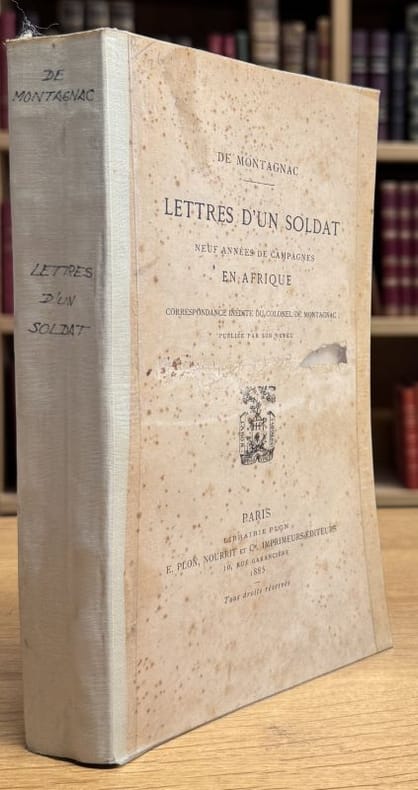 DE
MONTAGNAC
LETTRES
D'UN
SOLDAT
DE MONTAGNAC
LETTRES D'UN SOLDAT
NEUF ANNÉES DE CAMPAGNES
EN AFRIQUE
CORRESPONDANCE INÉDITE DU COLONEL DE MONTAGNAC
PUBLIÉE PAR SON NEVEU
PARIS
LIBRAIRIE PLON
E. PLON, NOURRIT ET Cie, IMPRIMEURS-ÉDITEURS
10, RUE GARANCIÈRE
1885
Tous droits réservés